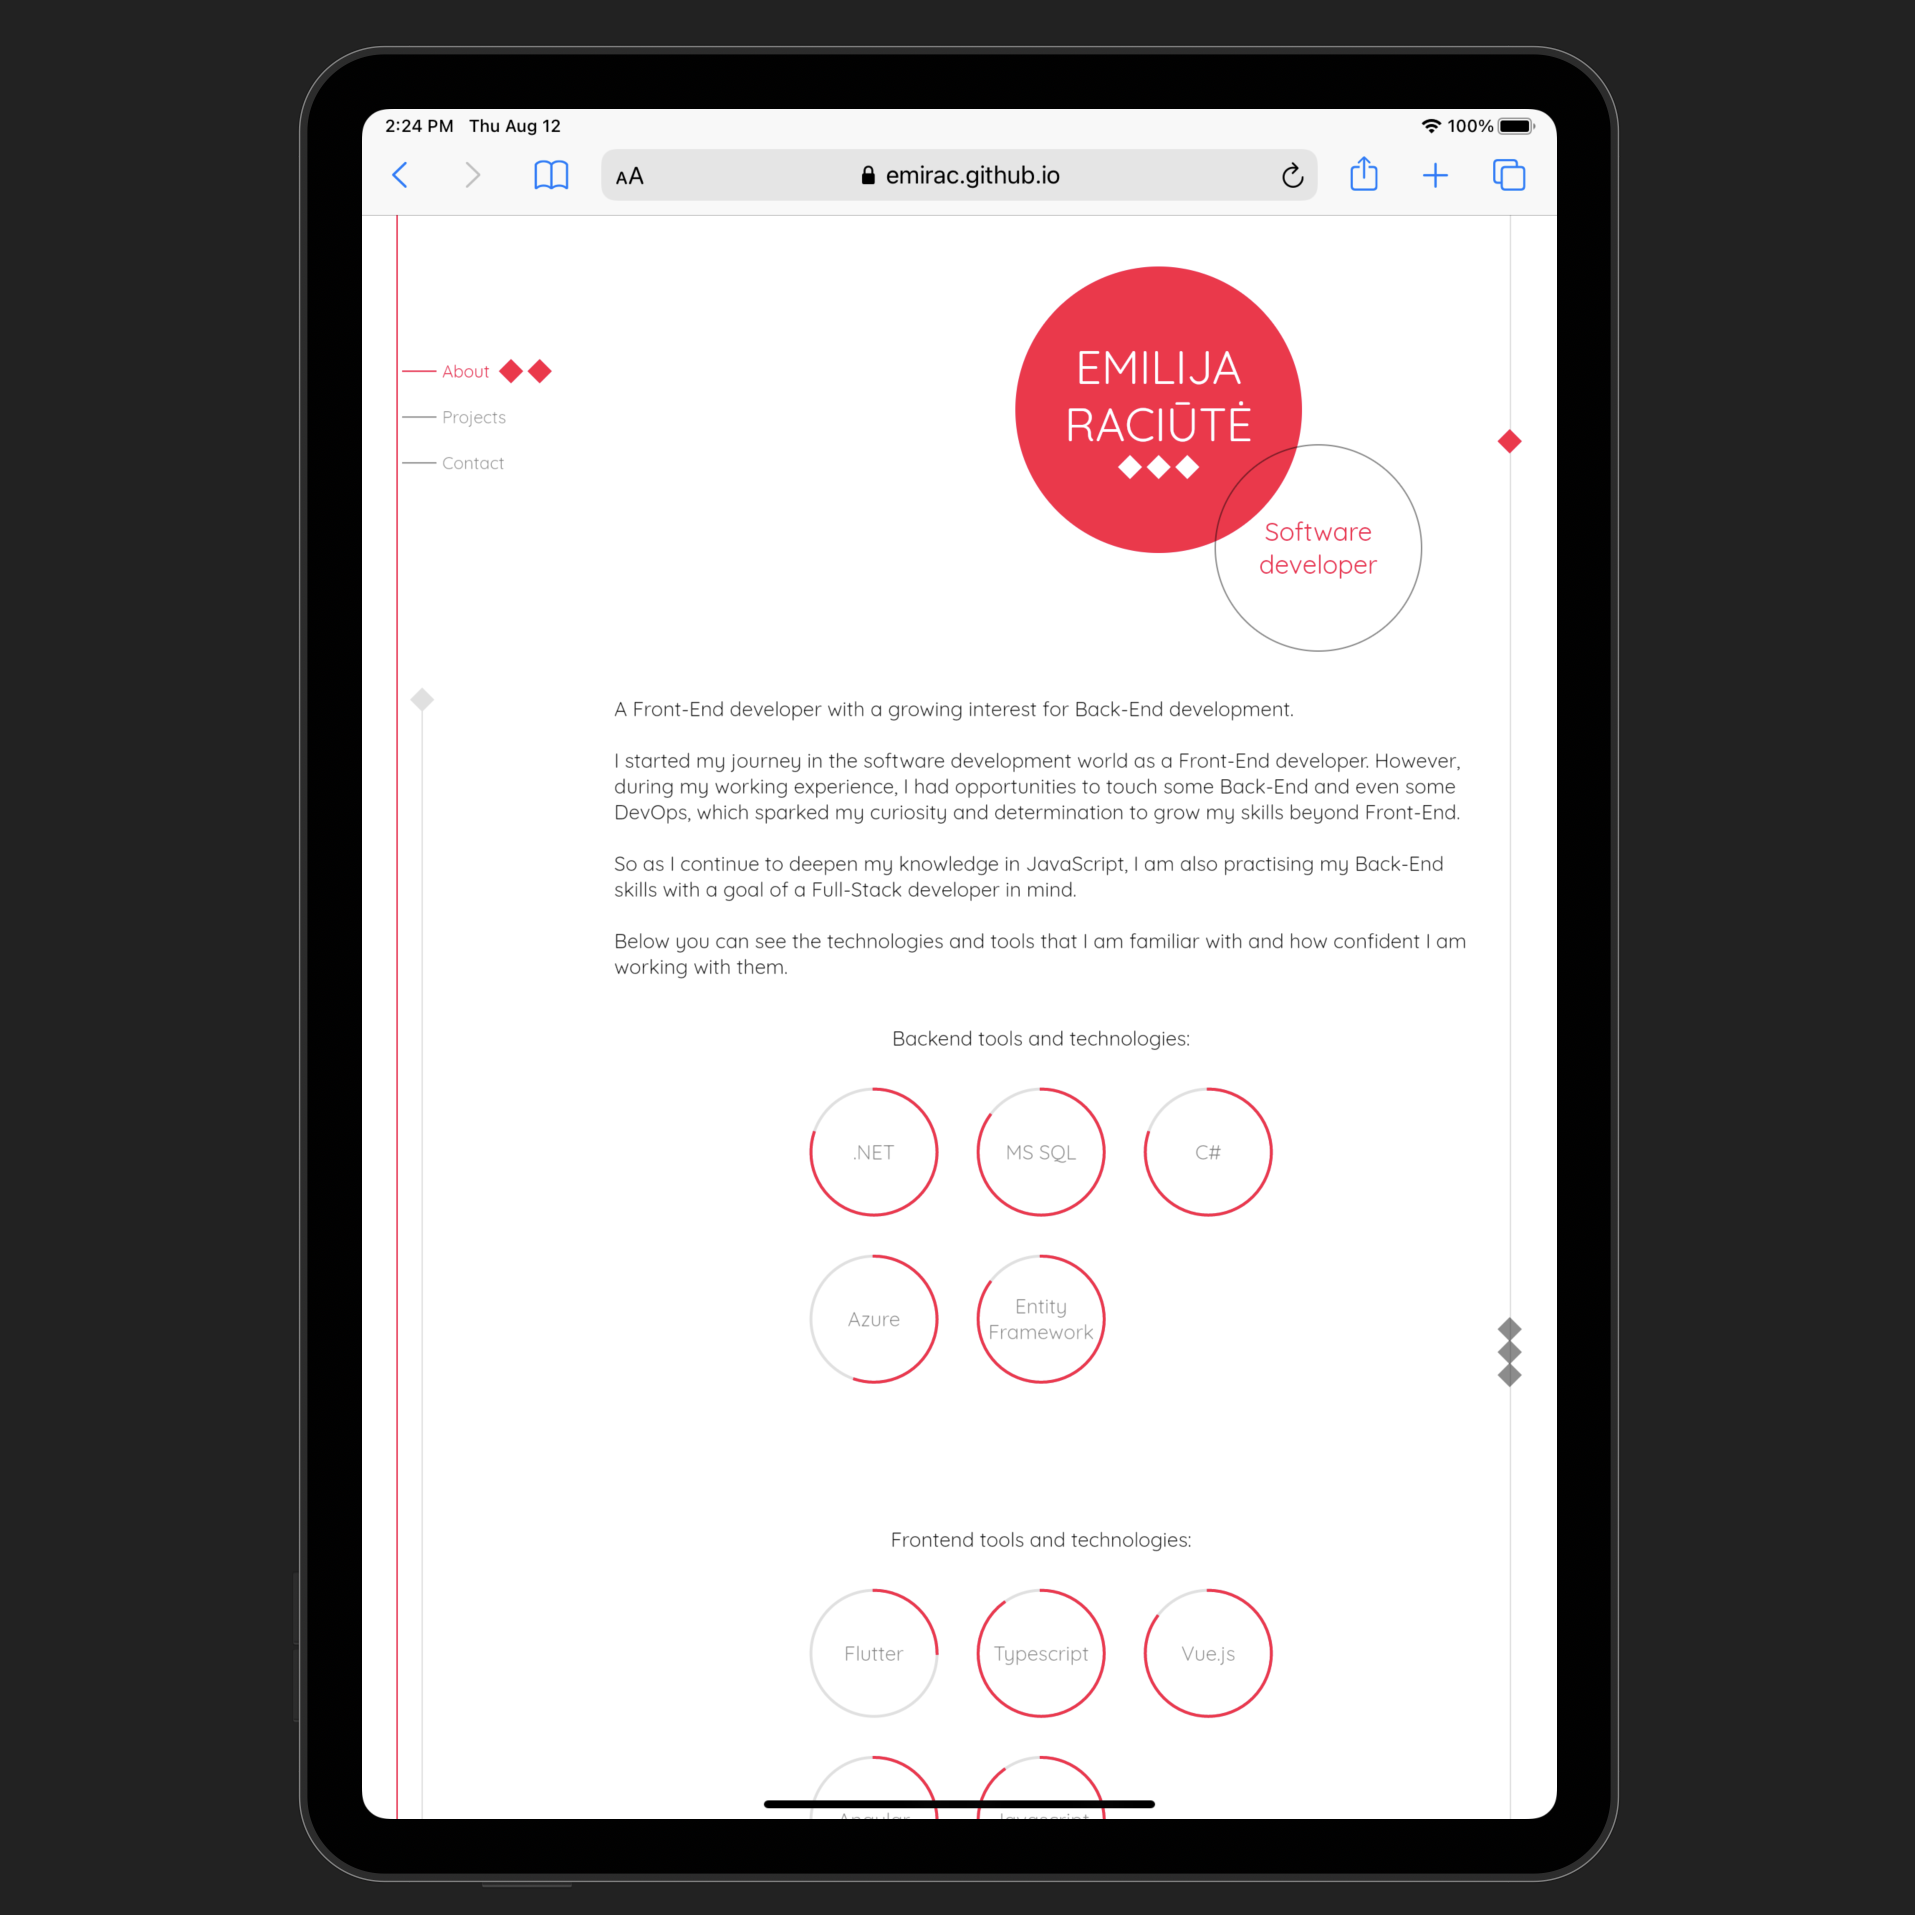 2:24 PM Thu Aug 12
100%
AA
emirac.github.io
About
Projects
Contact
EMILIJA
RACIŪTĖ
Software
developer
A Front-End developer with a growing interest for Back-End development.
I started my journey in the software development world as a Front-End developer. However,
during my working experience, I had opportunities to touch some Back-End and even some
DevOps, which sparked my curiosity and determination to grow my skills beyond Front-End.
So as I continue to deepen my knowledge in JavaScript, I am also practising my Back-End
skills with a goal of a Full-Stack developer in mind.
Below you can see the technologies and tools that I am familiar with and how confident I am
working with them.
Backend tools and technologies:
.NET
MS SQL
C#
Azure
Entity
Framework
Frontend tools and technologies:
Flutter
Typescript
Vue.js
Angular
Javascript